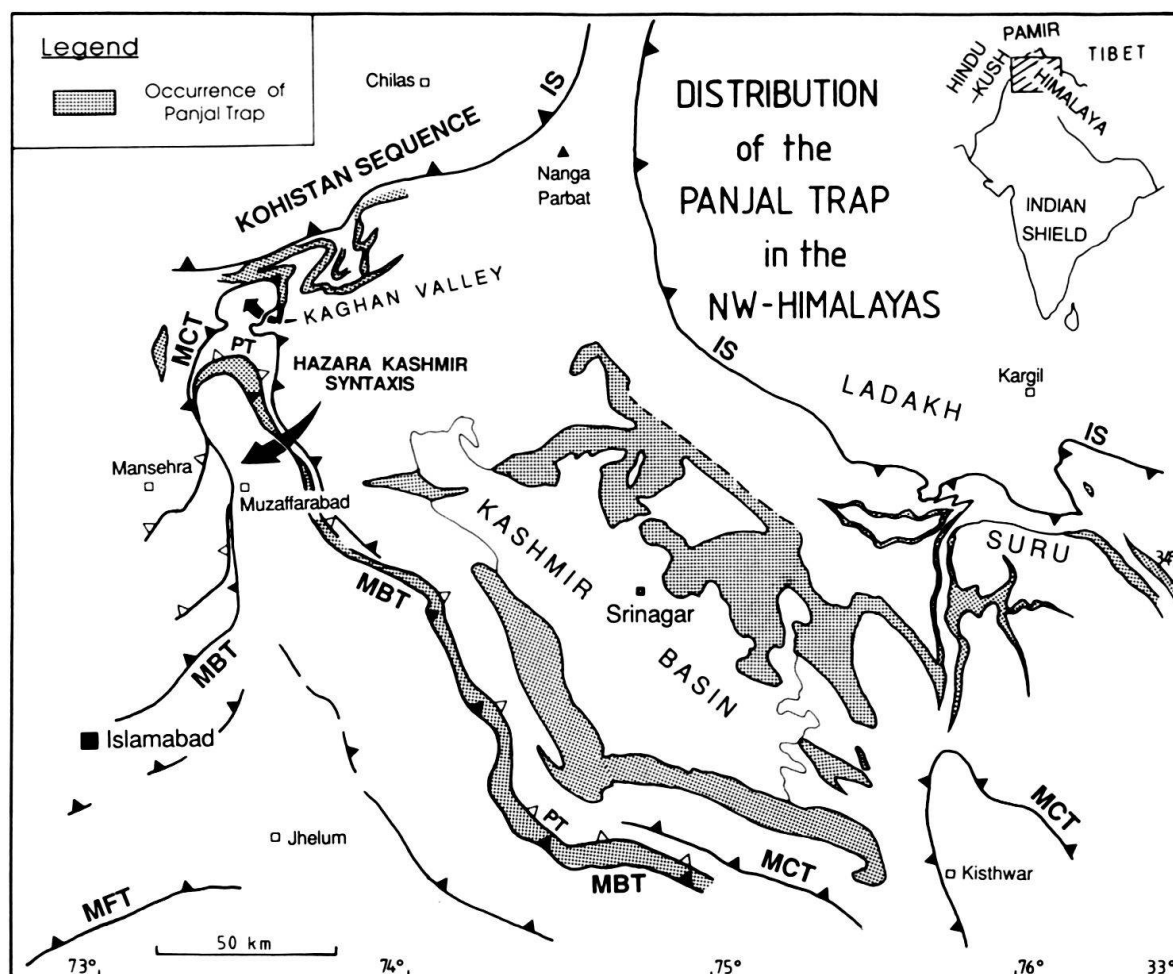 Legend
Occurrence of
Panjal Trap
Chilas
IS
KOHISTAN SEQUENCE
Nanga
Parbat
DISTRIBUTION
of the
PANJAL TRAP
in the
NW-HIMALAYAS
PAMIR
HINDU
-KUSH
TIBET
HIMALAYA
INDIAN
SHIELD
KAGHAN VALLEY
MCT
PT
HAZARA KASHMIR
SYNTAXIS
IS
LADAKH
Kargil
IS
Mansehra
Muzaffarabad
KASHMIR
BASIN
Srinagar
SURU
34°
MBT
MBT
Islamabad
Jhelum
PT
MBT
MCT
MCT
Kisthwar
MFT
50 km
73°
74°
75°
76°
33°